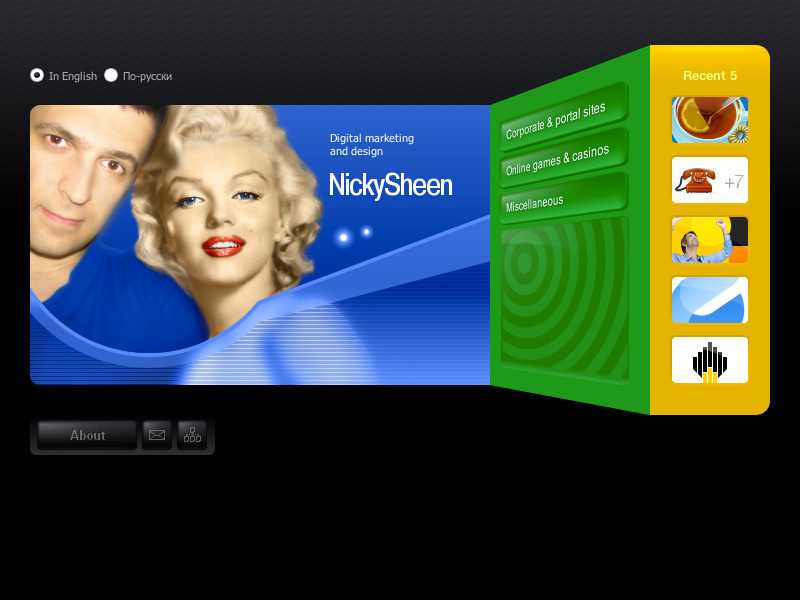 In English
По-русски
Recent 5
Digital marketing
and design
NickySheen
Corporate & portal sites
Online games & casinos
Miscellaneous
+7
About